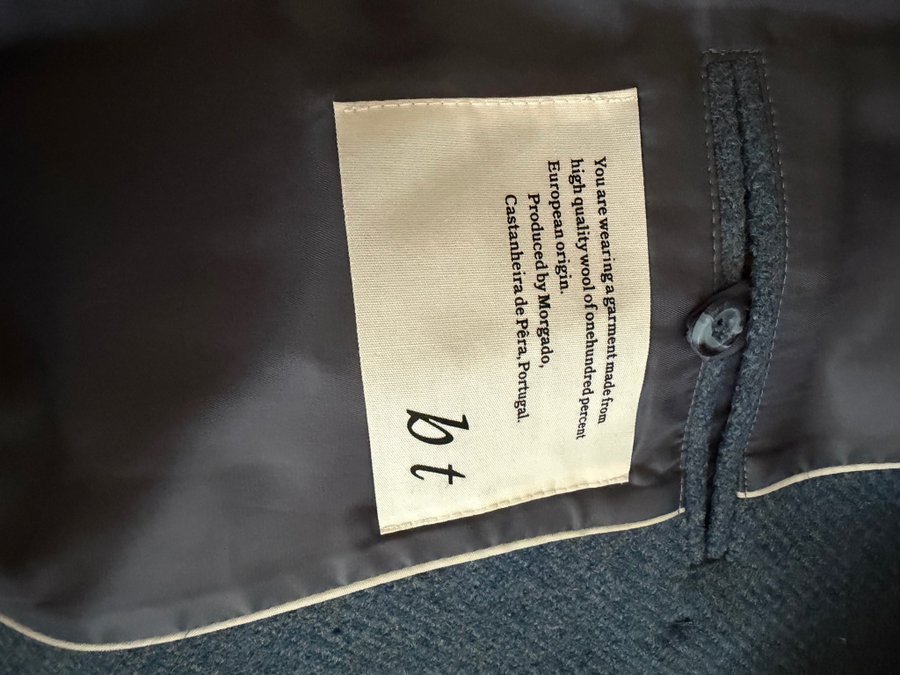 You are wearing a garment made from
high quality wool of onehundred percent
European origin.
Produced by Morgado,
Castanheira de Pêra, Portugal.
b t